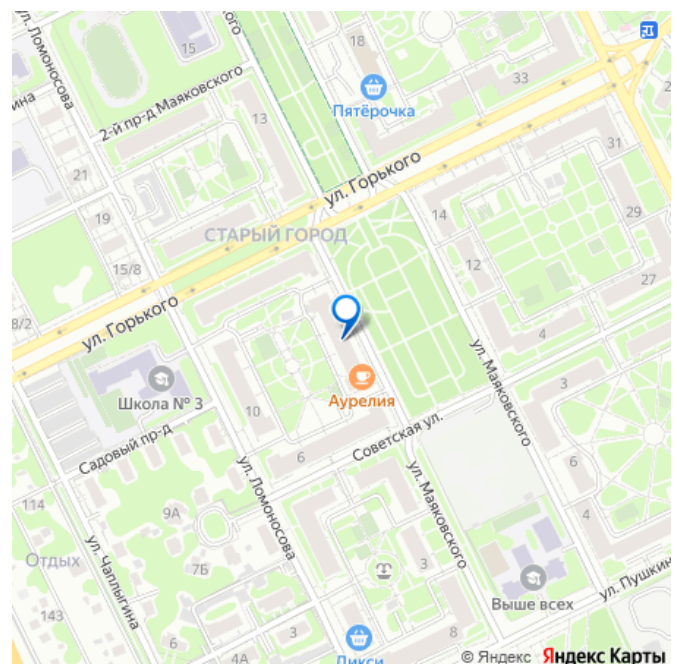 ул. Ломоносова
15
18
33
Пятёрочка
2-й пр-д Маяковского
13
21
31
ул. Горького
19
14
29
СТАРЫЙ ГОРОД
12
15/8
27
8/2
ул. Горького
4
ул. Маяковского
3
Школа № 3
Аурелия
10
Садовый пр-д
Советская ул.
6
6
114
9А
ул. Ломоносова
ул. Маяковского
4
ул. Чаплыгина
Отдых
7Б
3
ул. Пушкин
143
Выше всех
6
3
8
4А
Дикси
© Яндекс Яндекс Карты